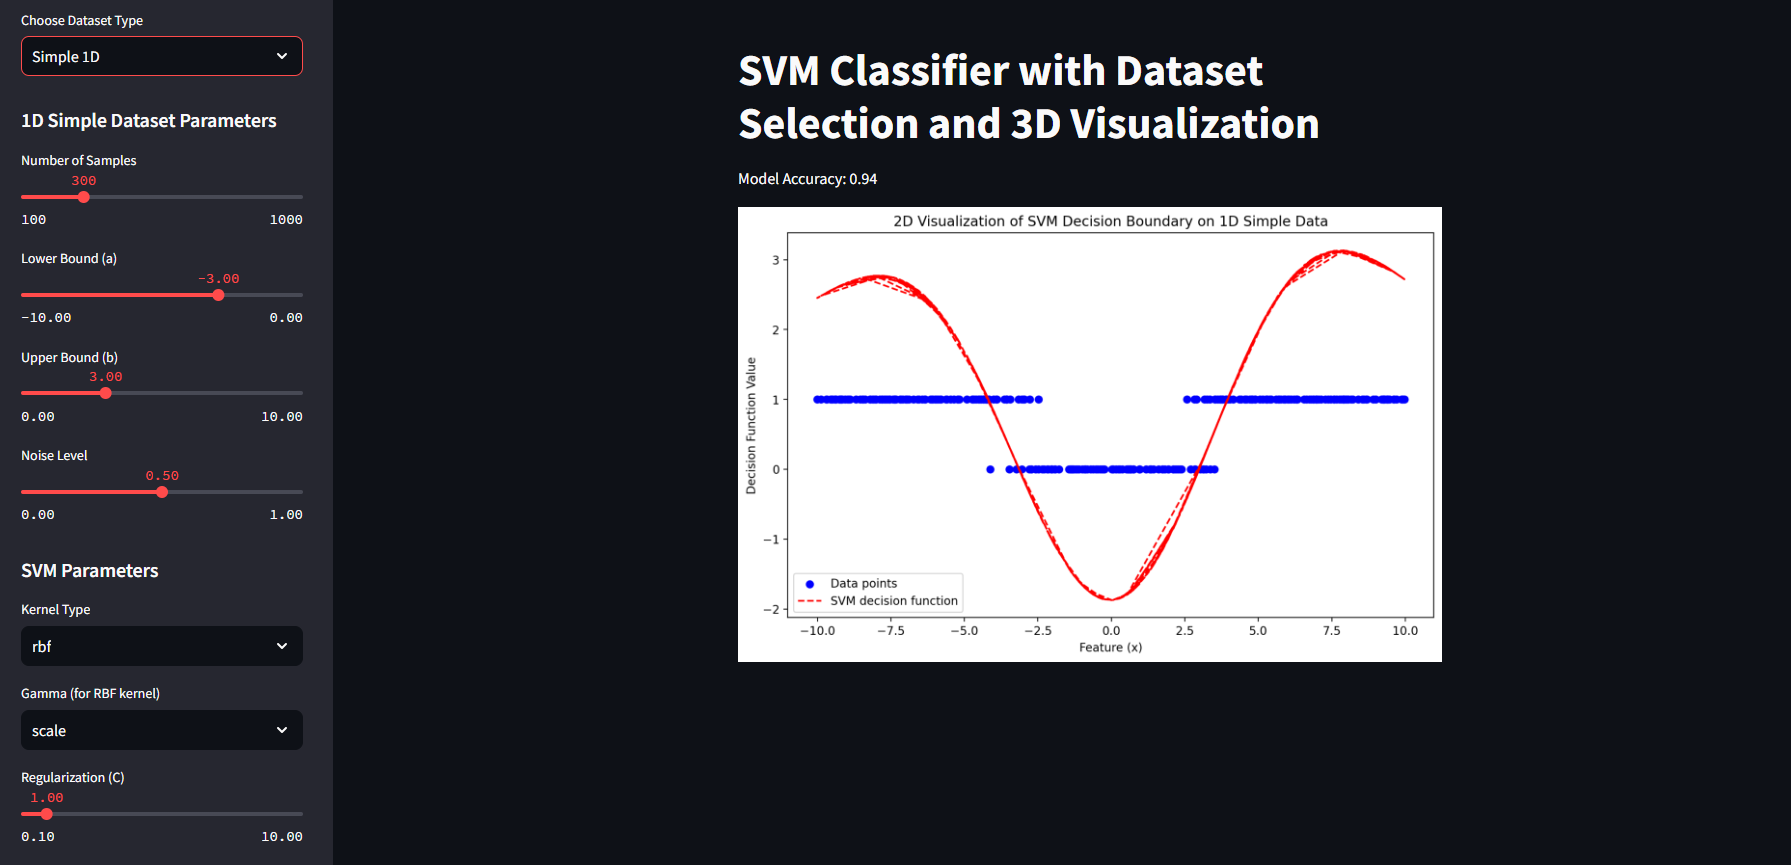 Choose Dataset Type
Simple 1D
1D Simple Dataset Parameters
Number of Samples
300
100 1000
Lower Bound (a)
-3.00
-10.00 0.00
Upper Bound (b)
3.00
0.00 10.00
Noise Level
0.50
0.00 1.00
SVM Parameters
Kernel Type
rbf
Gamma (for RBF kernel)
scale
Regularization (C)
1.00
0.10 10.00
SVM Classifier with Dataset
Selection and 3D Visualization
Model Accuracy: 0.94
2D Visualization of SVM Decision Boundary on 1D Simple Data
Decision Function Value
3
2
1
0
−1
−2
Data points
SVM decision function
−10.0 −7.5 −5.0 −2.5 0.0 2.5 5.0 7.5 10.0
Feature (x)